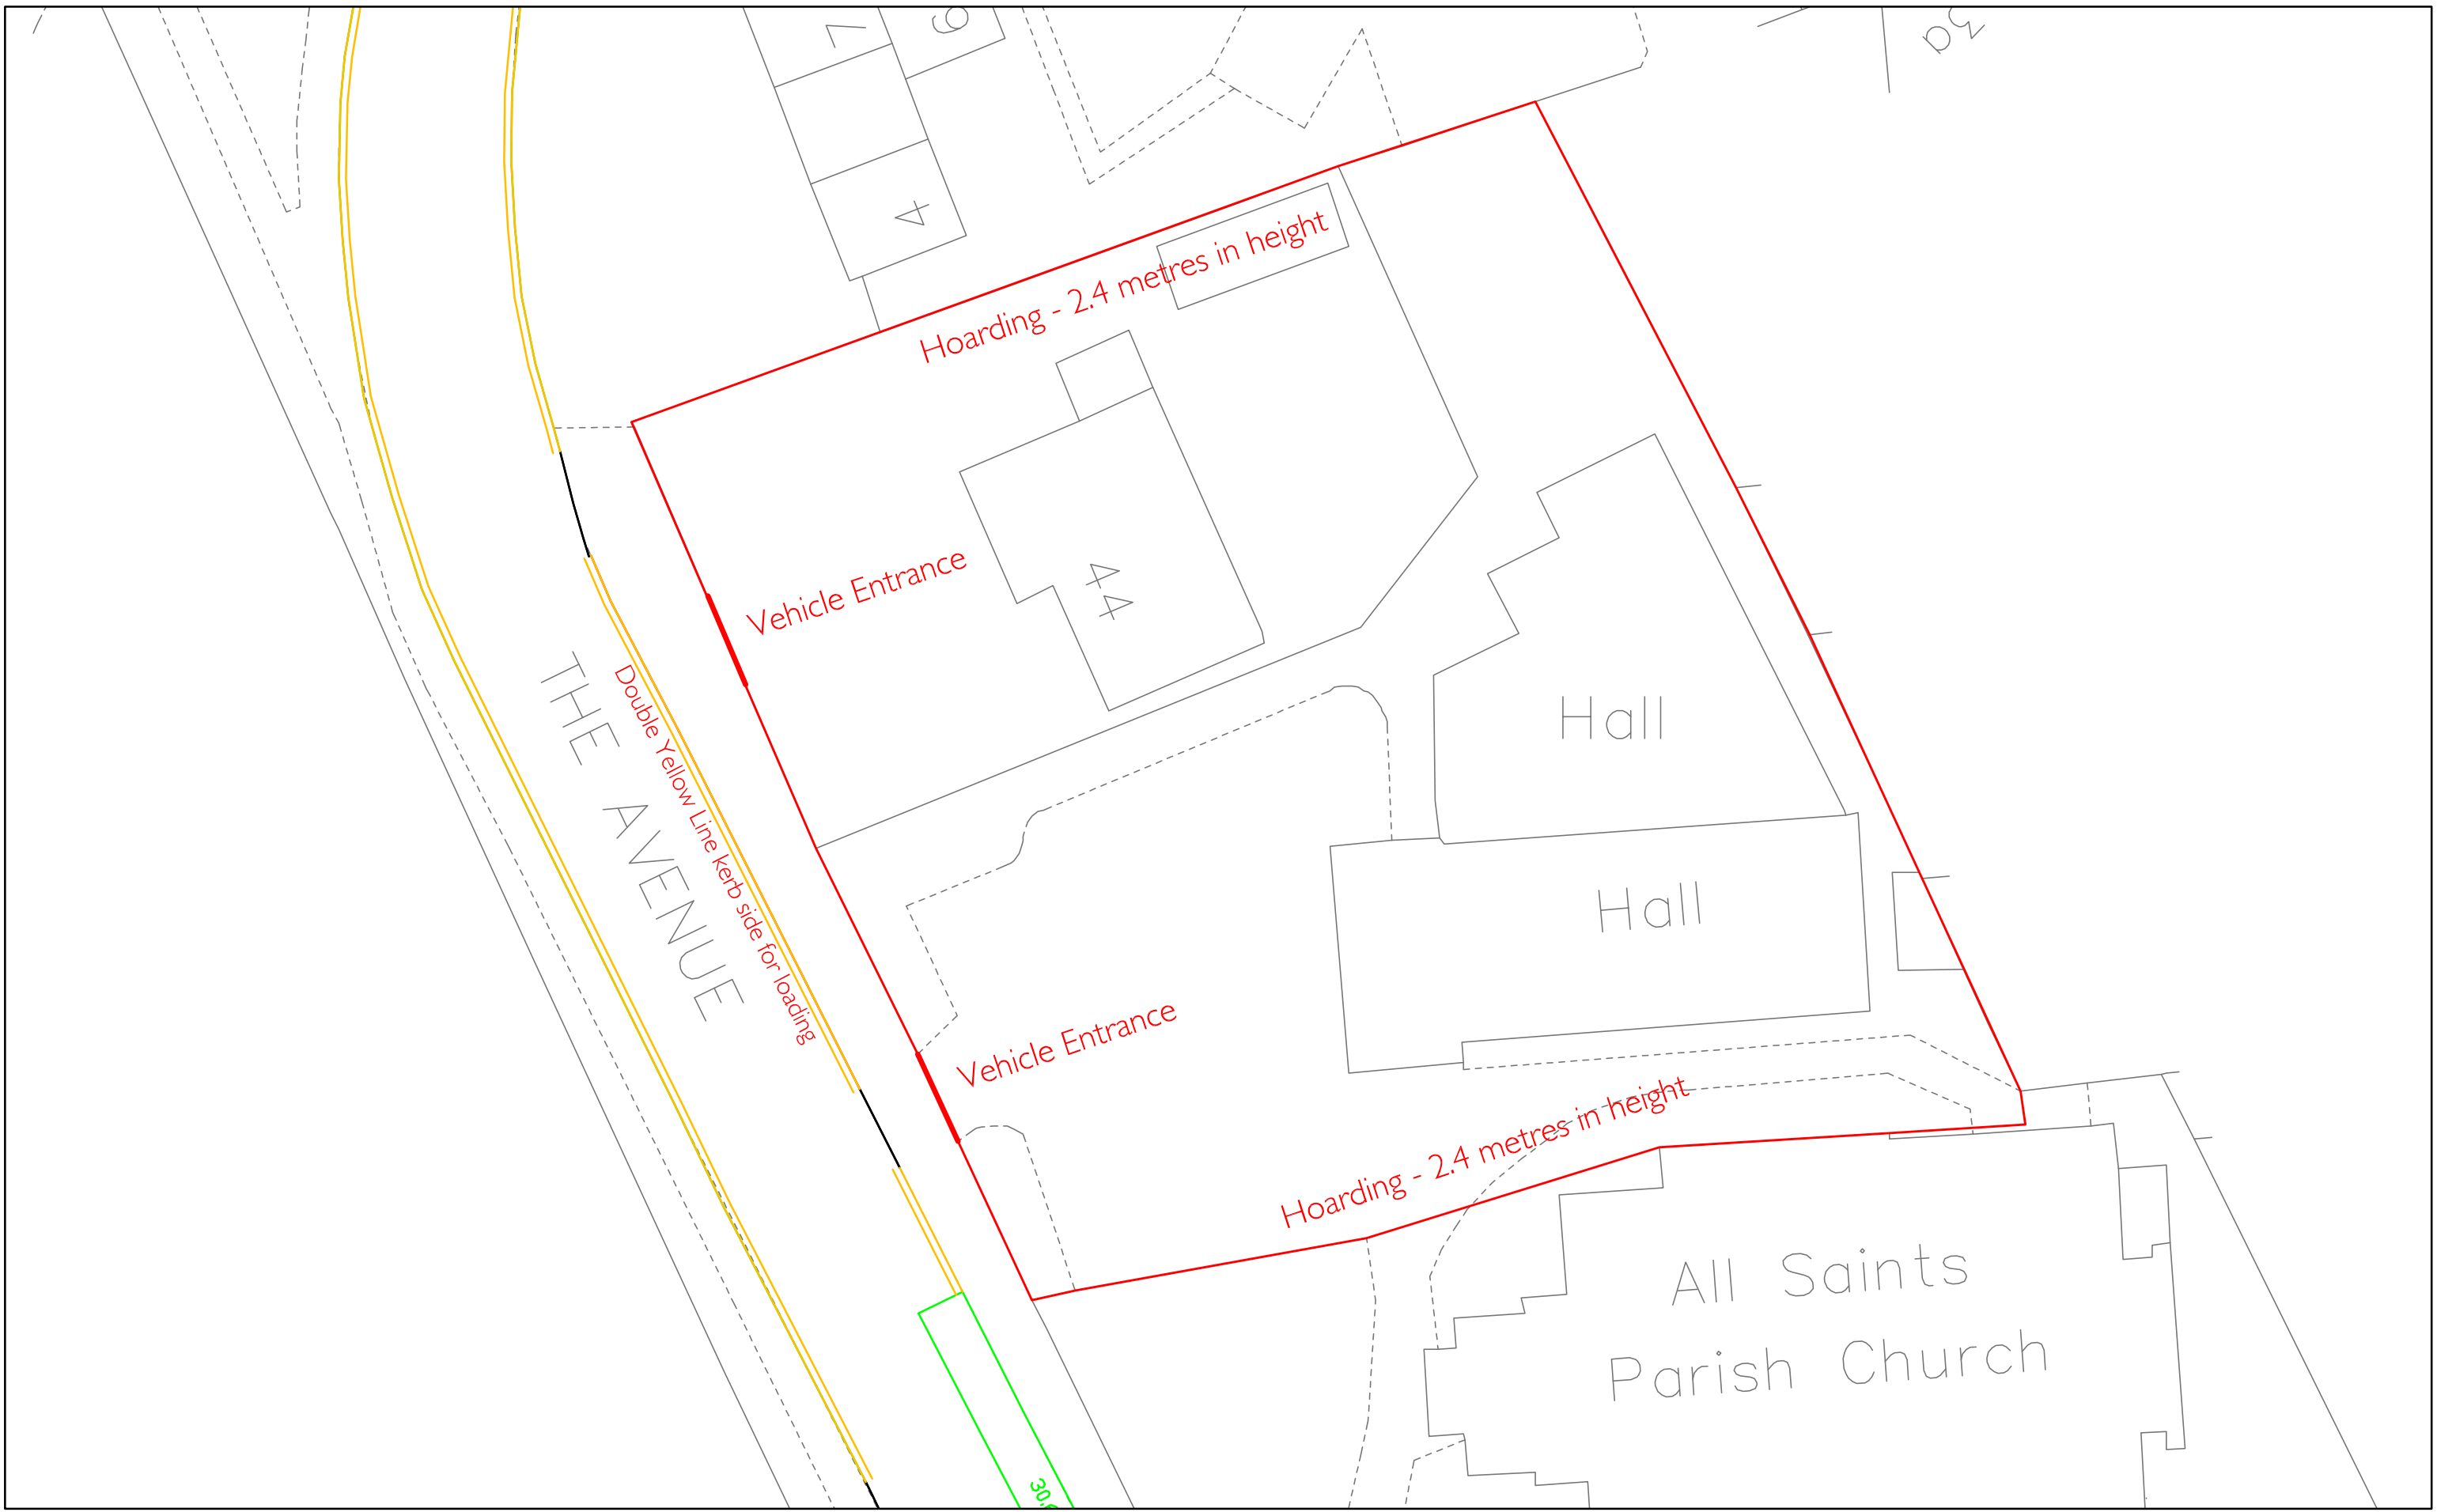 7
6
4
Hoarding - 2.4 metres in height
Vehicle Entrance
44
THE AVENUE
Double Yellow Line kerb side for loading
Hall
Hall
Vehicle Entrance
Hoarding - 2.4 metres in height
All Saints
Parish Church